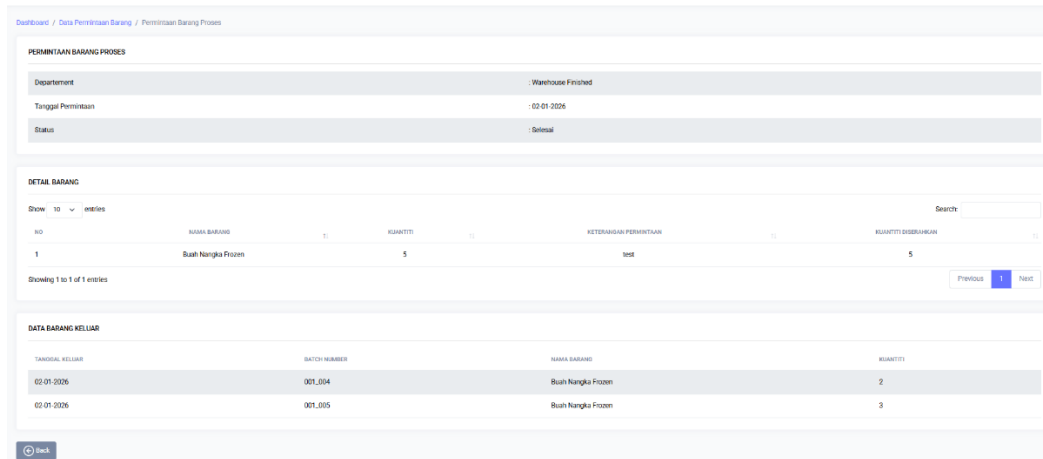 Dashboard / Data Permintaan Barang / Permintaan Barang Proses
PERMINTAAN BARANG PROSES
Departement : Warehouse Finished
Tanggal Permintaan : 02-01-2026
Status : Selesai
DETAIL BARANG
Show 10 entries Search:
NO NAMA BARANG KUANTITI KETERANGAN PERMINTAAN KUANTITI DISERAHKAN
1 Buah Nangka Frozen 5 test 5
Showing 1 to 1 of 1 entries Previous 1 Next
DATA BARANG KELUAR
TANGGAL KELUAR BATCH NUMBER NAMA BARANG KUANTITI
02-01-2026 001_004 Buah Nangka Frozen 2
02-01-2026 001_005 Buah Nangka Frozen 3
Back